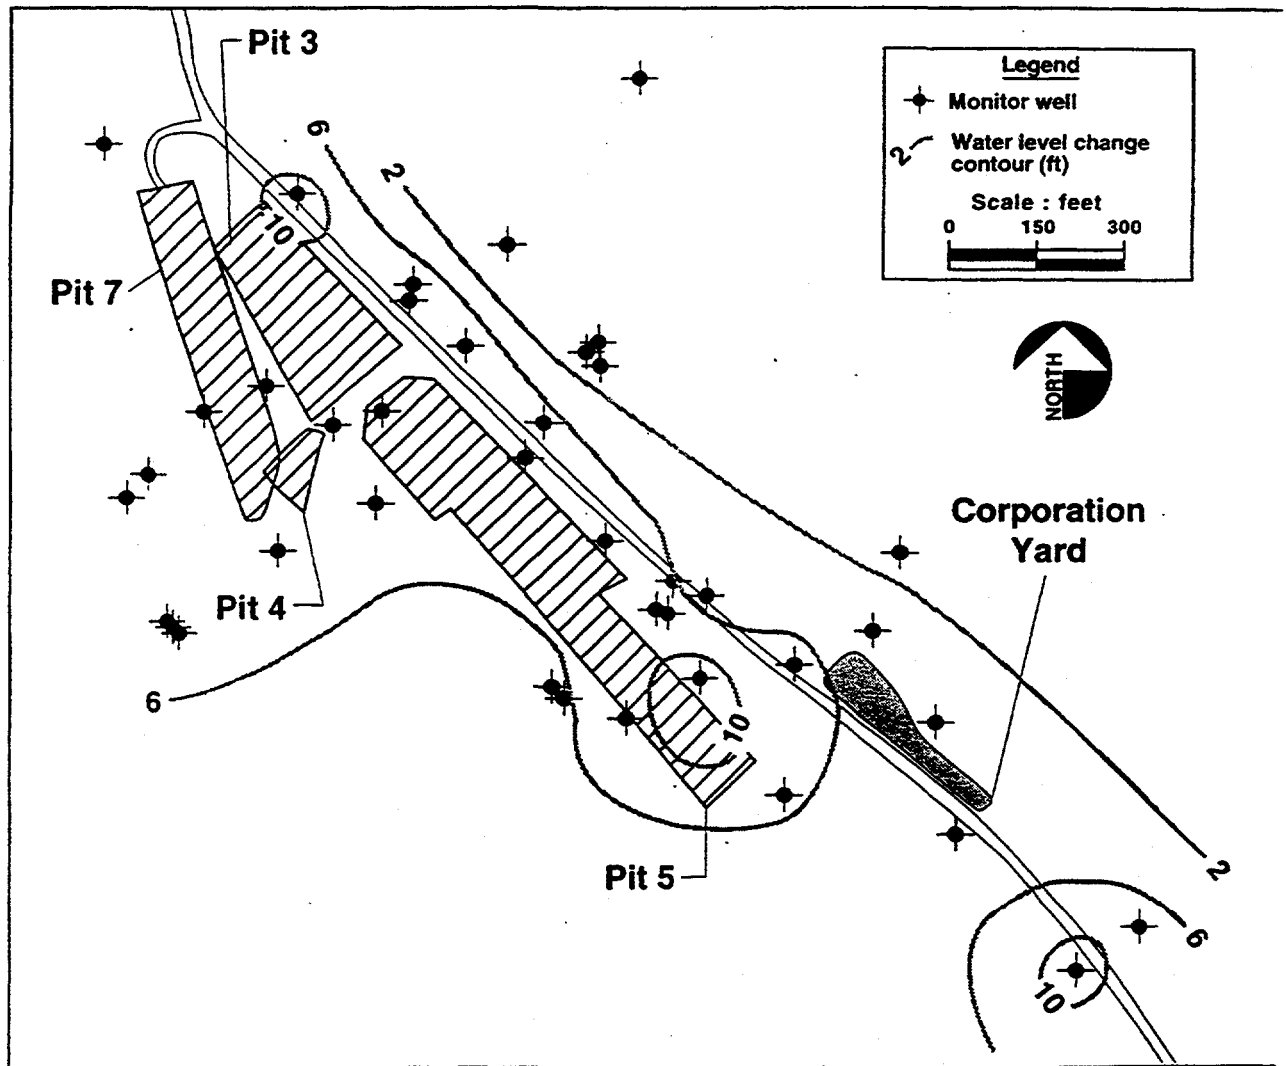 Pit 3
Legend
Monitor well
2
Water level change
contour (ft)
Scale : feet
0 150 300
6
2
10
Pit 7
NORTH
Corporation
Yard
Pit 4
6
10
Pit 5
2
6
10